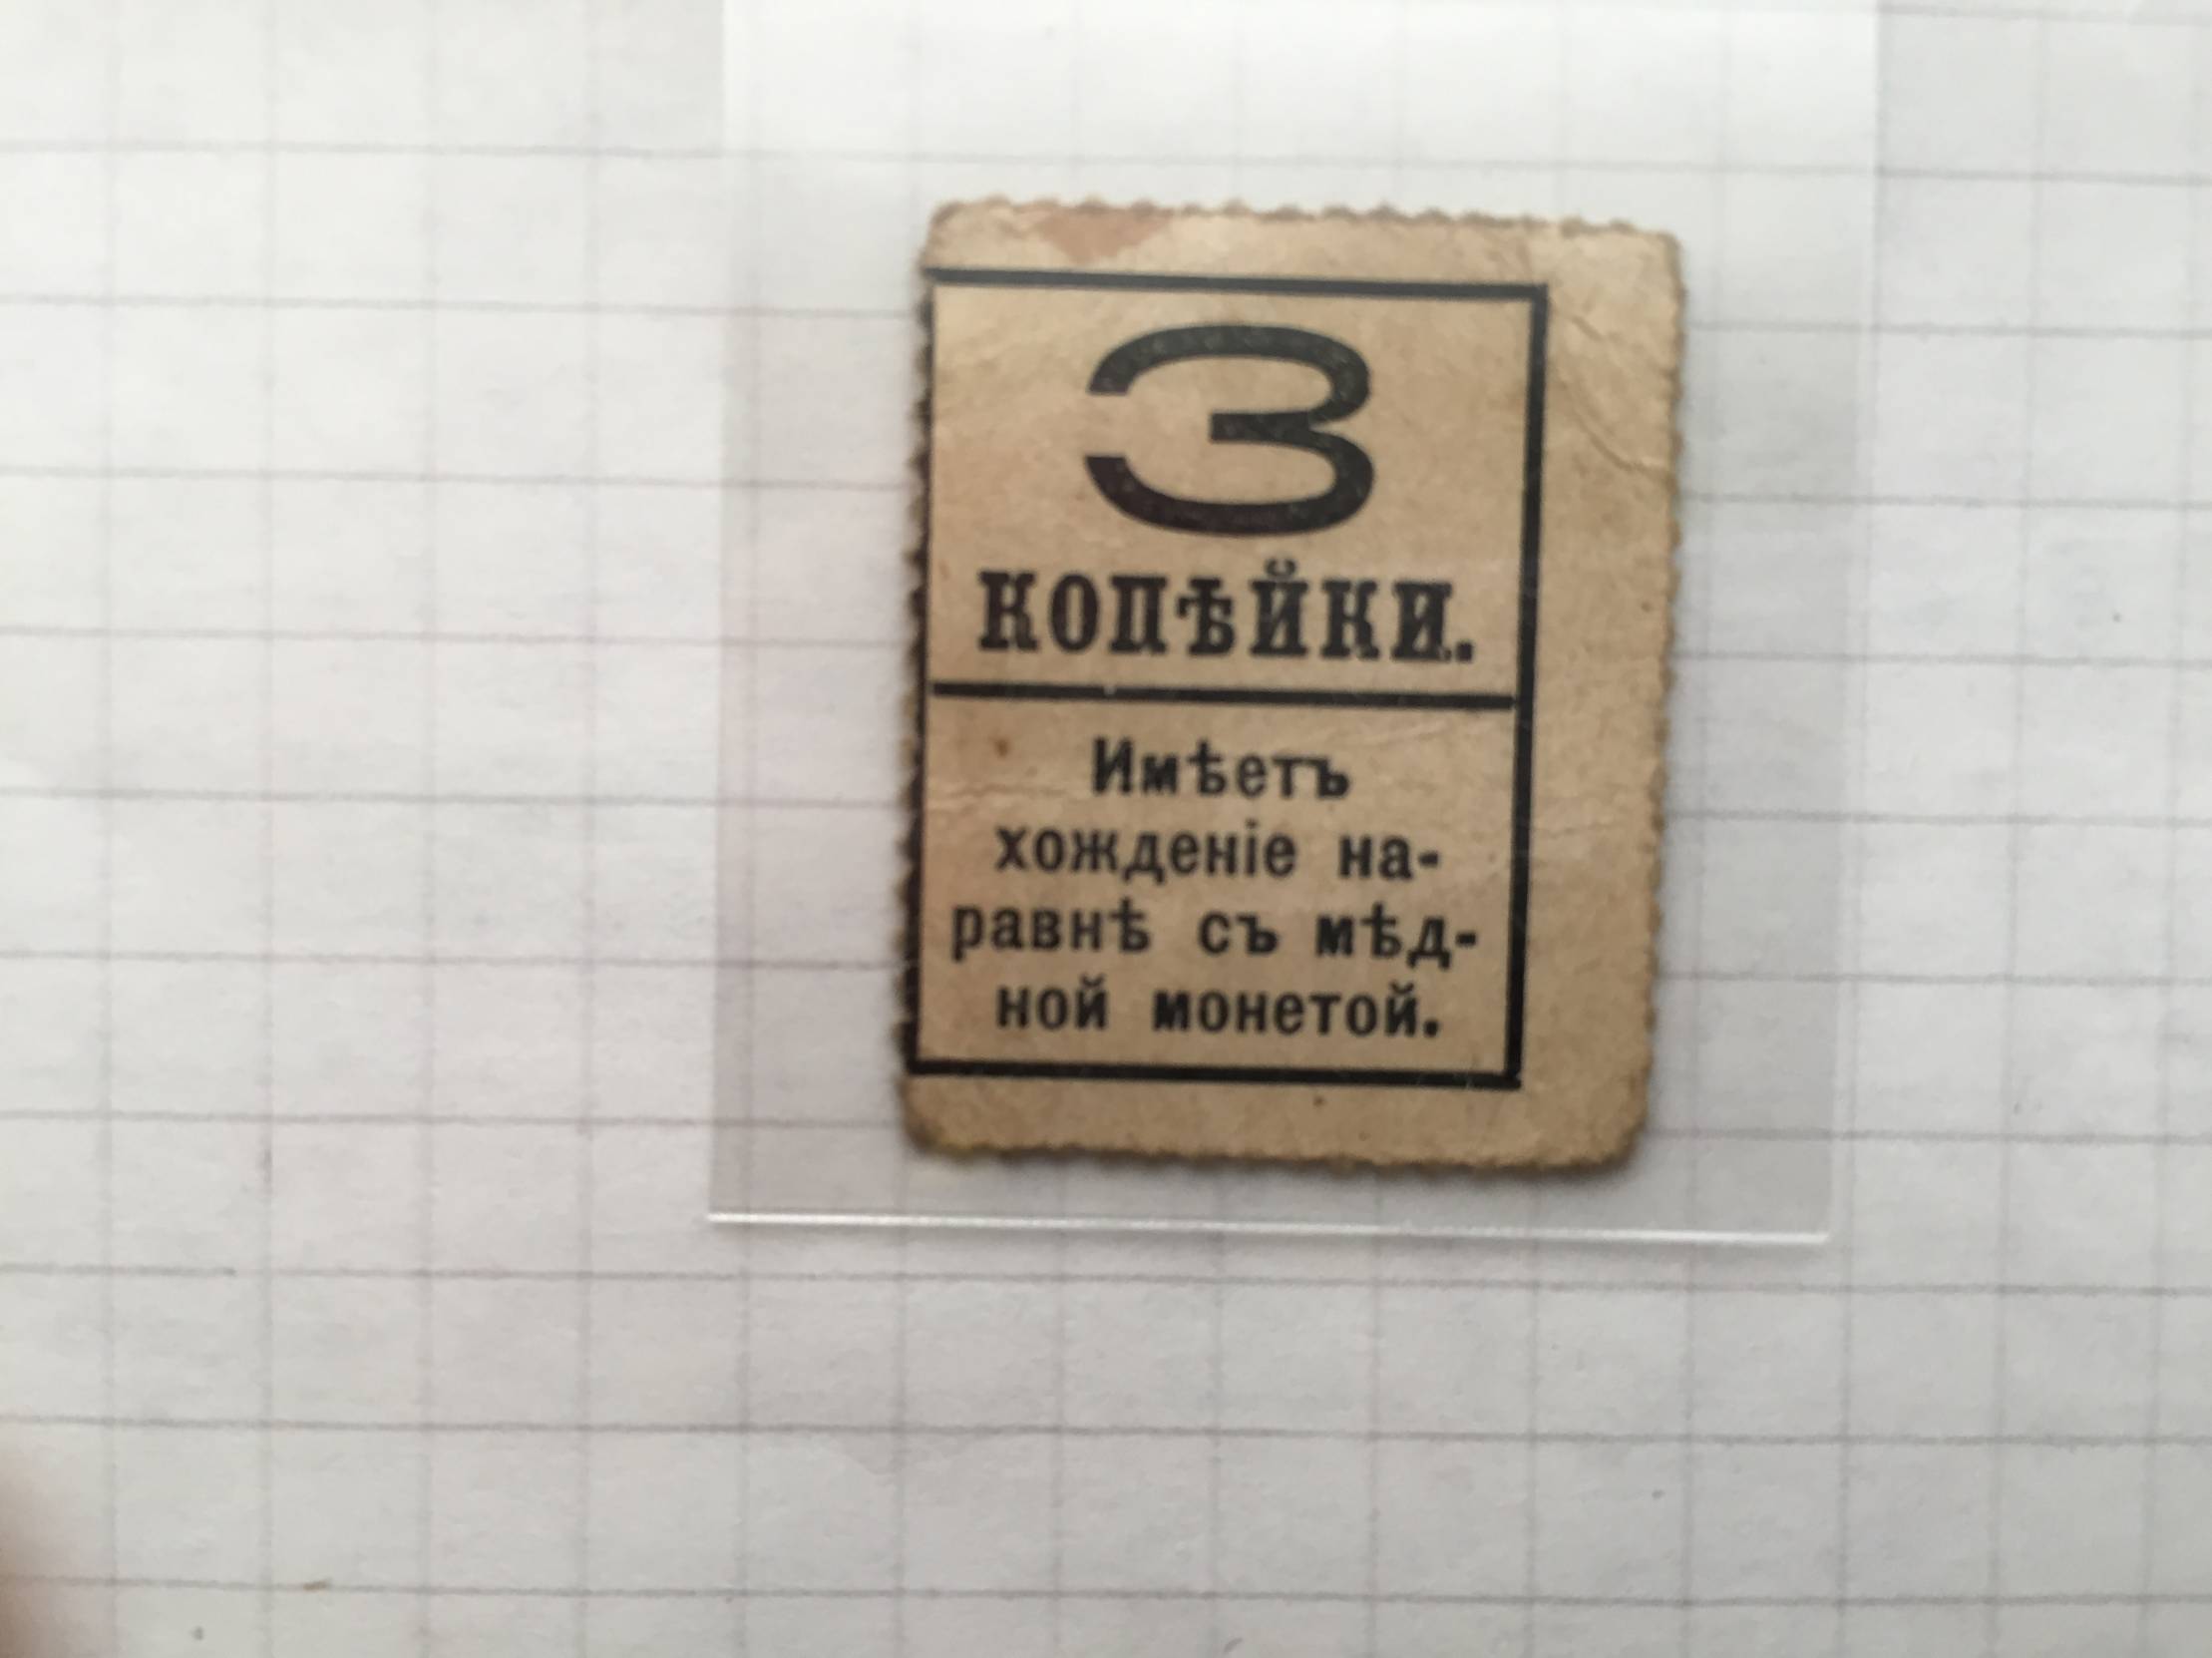 3
КОПѢЙКИ.
Имѣетъ
хожденіе на-
равнѣ съ мѣд-
ной монетой.